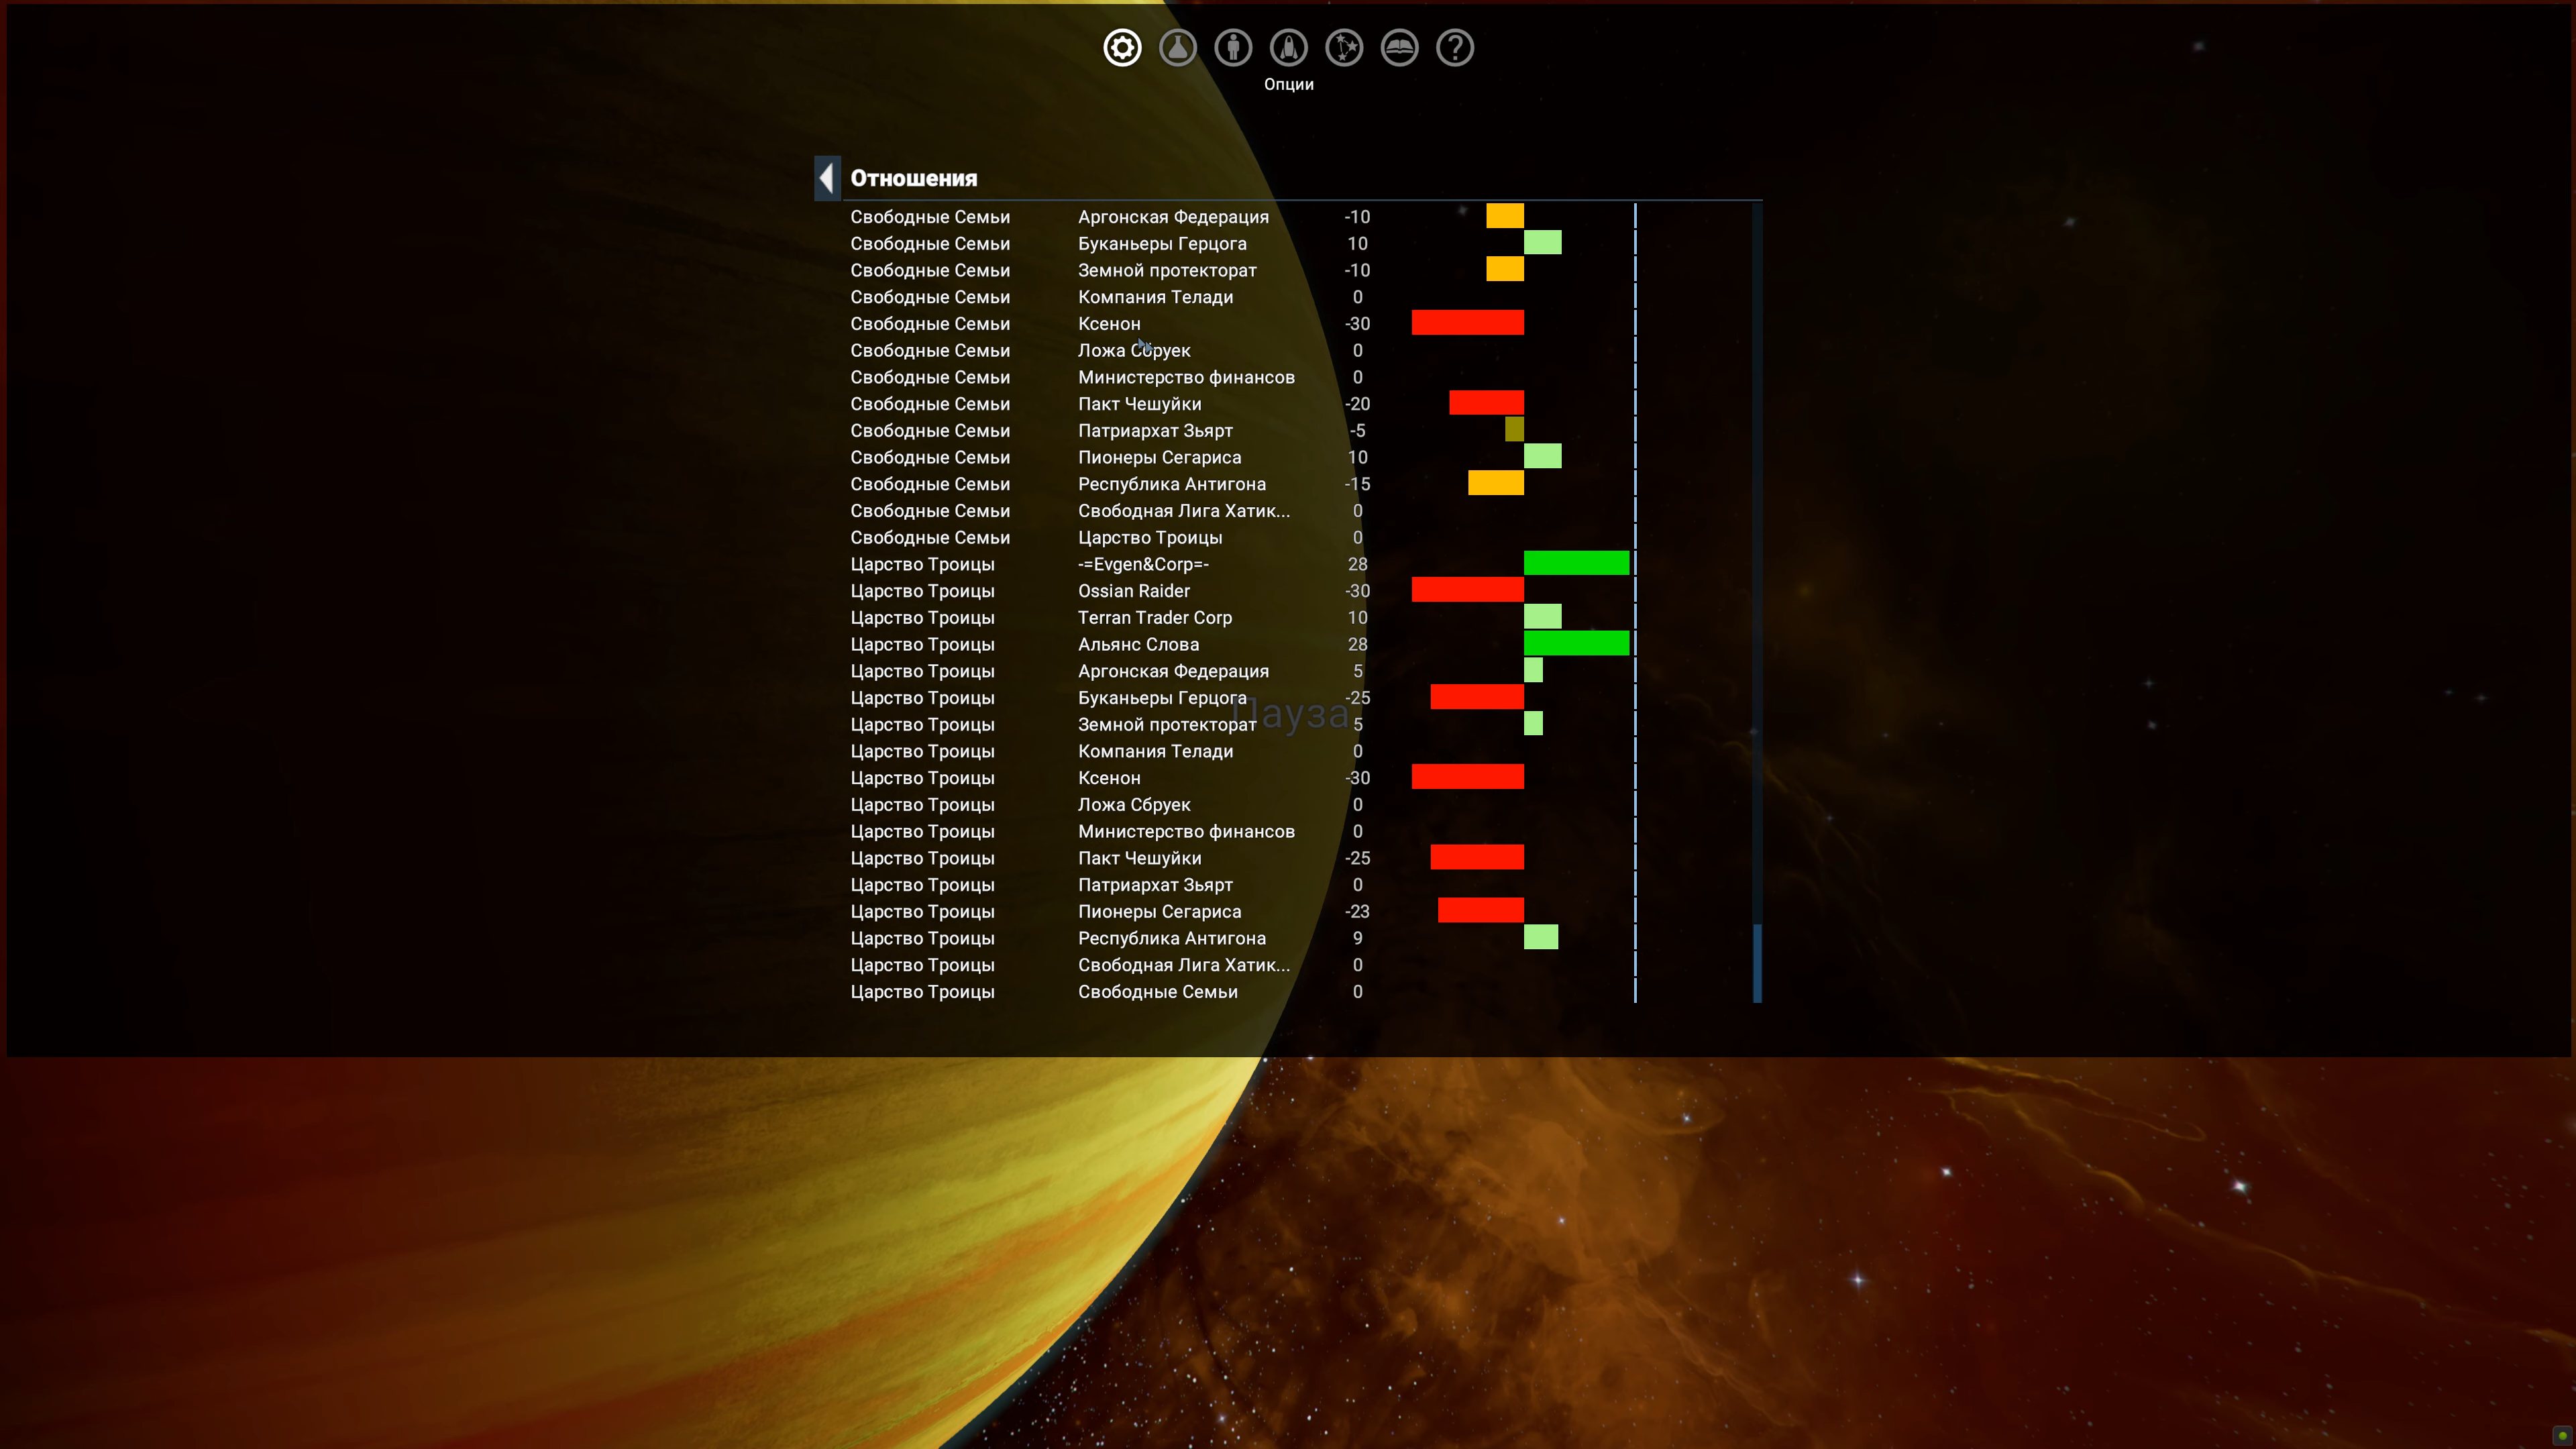 Опции
Отношения
Свободные Семьи Аргонская Федерация -10
Свободные Семьи Буканьеры Герцога 10
Свободные Семьи Земной протекторат -10
Свободные Семьи Компания Телади 0
Свободные Семьи Ксенон -30
Свободные Семьи Ложа Сбруек 0
Свободные Семьи Министерство финансов 0
Свободные Семьи Пакт Чешуйки -20
Свободные Семьи Патриархат Зьярт -5
Свободные Семьи Пионеры Сегариса 10
Свободные Семьи Республика Антигона -15
Свободные Семьи Свободная Лига Хатик... 0
Свободные Семьи Царство Троицы 0
Царство Троицы -=Evgen&Corp=- 28
Царство Троицы Ossian Raider -30
Царство Троицы Terran Trader Corp 10
Царство Троицы Альянс Слова 28
Царство Троицы Аргонская Федерация 5
Царство Троицы Буканьеры Герцога -25
Пауза
Царство Троицы Земной протекторат 5
Царство Троицы Компания Телади 0
Царство Троицы Ксенон -30
Царство Троицы Ложа Сбруек 0
Царство Троицы Министерство финансов 0
Царство Троицы Пакт Чешуйки -25
Царство Троицы Патриархат Зьярт 0
Царство Троицы Пионеры Сегариса -23
Царство Троицы Республика Антигона 9
Царство Троицы Свободная Лига Хатик... 0
Царство Троицы Свободные Семьи 0